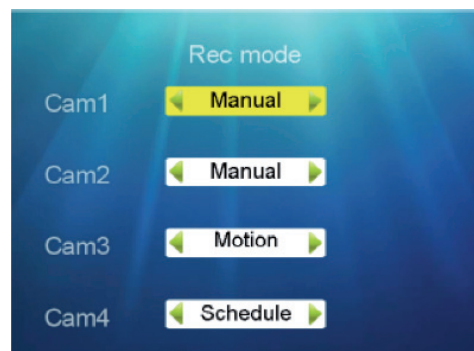 Rec mode
Cam1 Manual
Cam2 Manual
Cam3 Motion
Cam4 Schedule